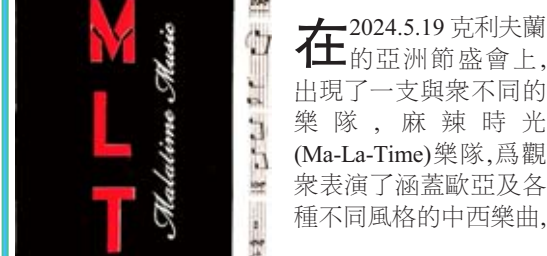 M
L
T
Malatime Music
在2024.5.19 克利夫蘭
的亞洲節盛會上,
出現了一支與衆不同的
樂隊，麻辣時光
(Ma-La-Time)樂隊,爲觀
衆表演了涵蓋歐亞及各
種不同風格的中西樂曲,